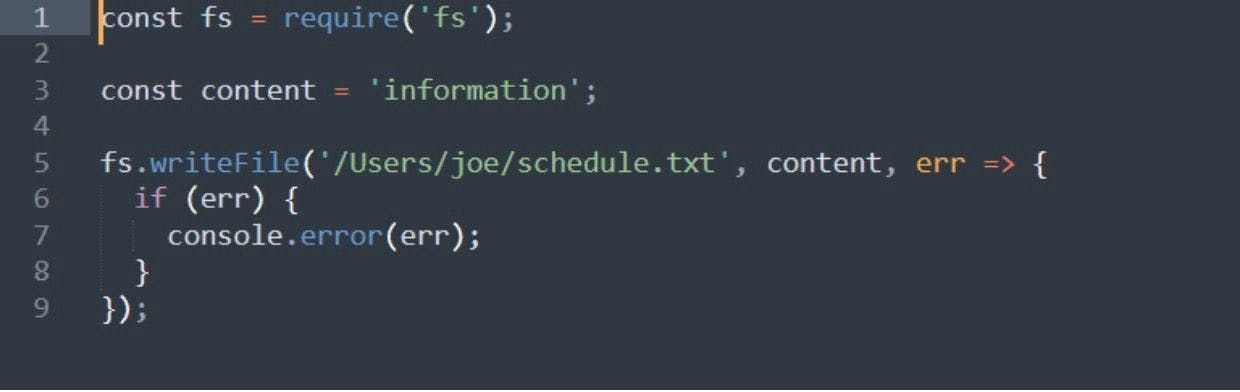 1 const fs = require('fs');
2
3 const content = 'information';
4
5 fs.writeFile('/Users/joe/schedule.txt', content, err => {
6   if (err) {
7     console.error(err);
8   }
9 });